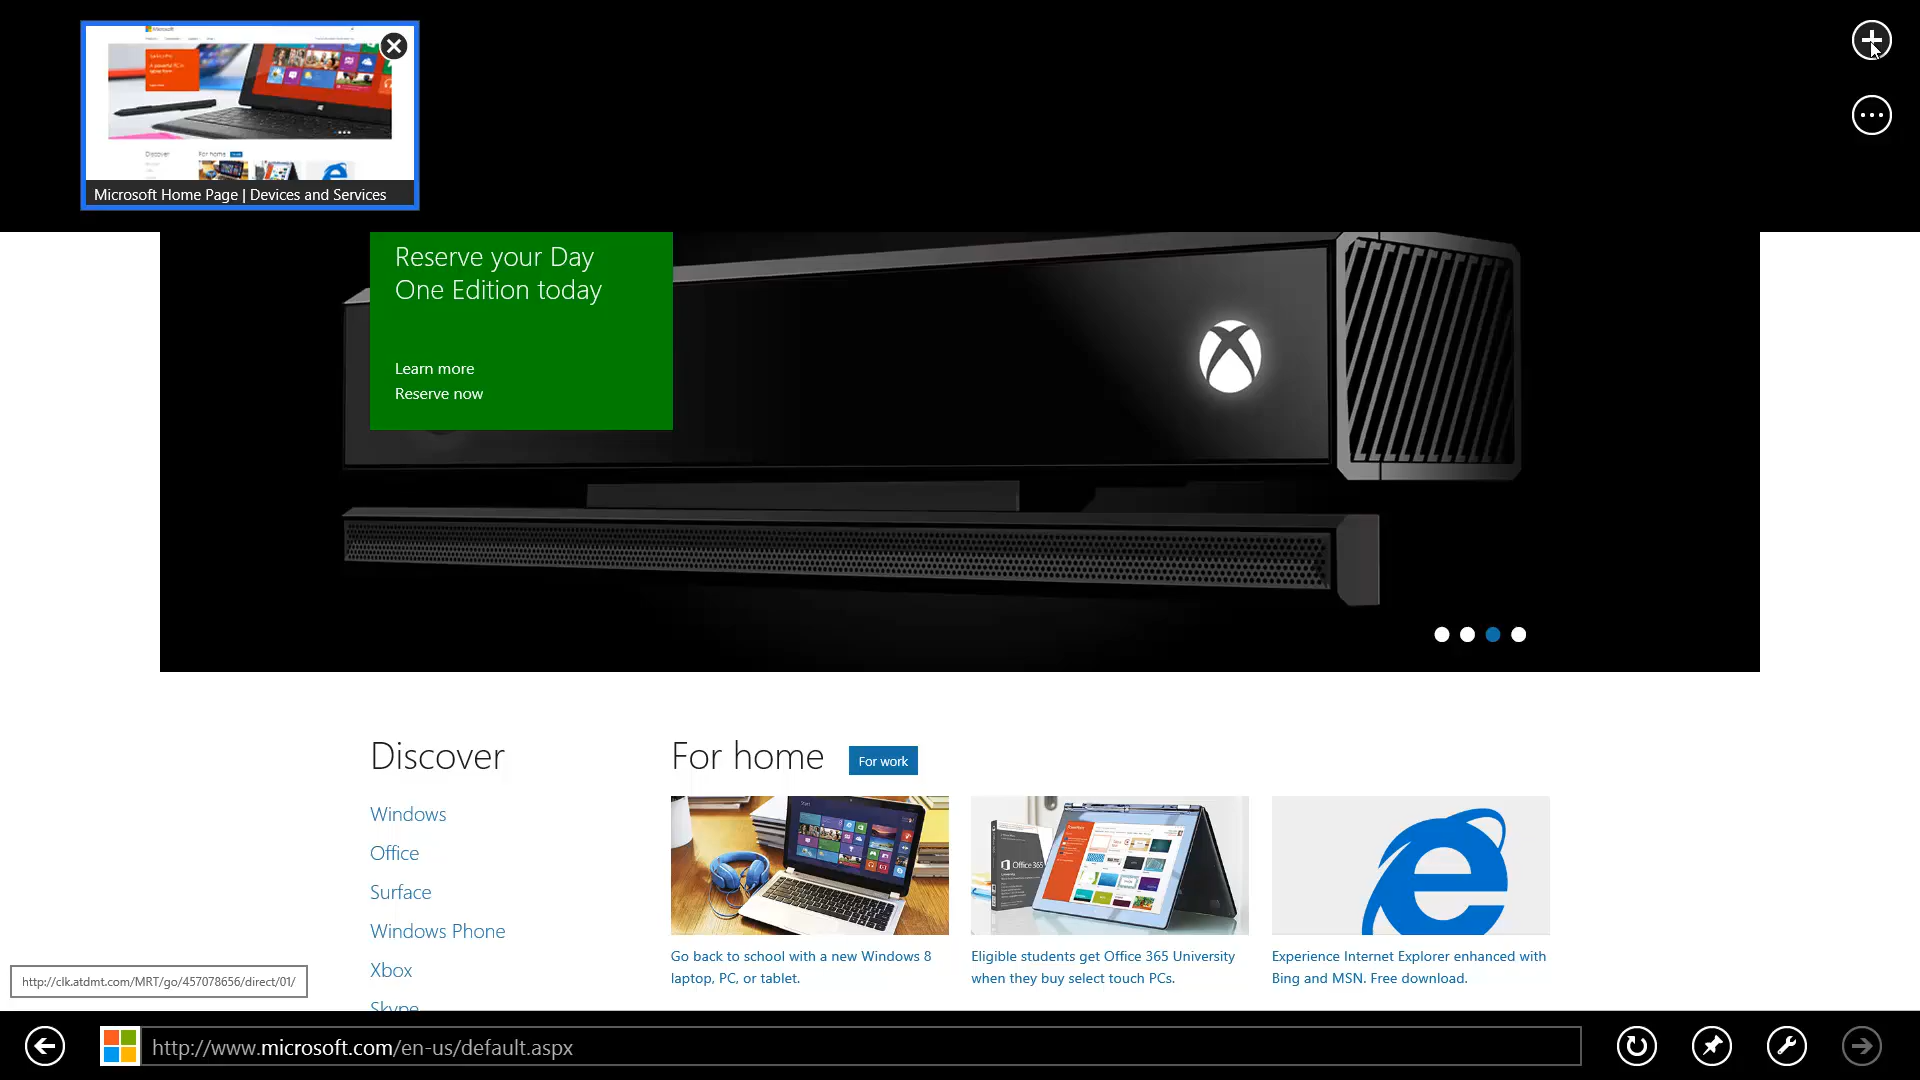 Microsoft Home Page | Devices and Services
Reserve your Day
One Edition today
Learn more
Reserve now
Discover
Windows
Office
Surface
Windows Phone
Xbox
Skype
For home
For work
Go back to school with a new Windows 8
laptop, PC, or tablet.
Office 365
Eligible students get Office 365 University
when they buy select touch PCs.
Experience Internet Explorer enhanced with
Bing and MSN. Free download.
http://clk.atdmt.com/MRT/go/457078656/direct/01/
http://www.microsoft.com/en-us/default.aspx